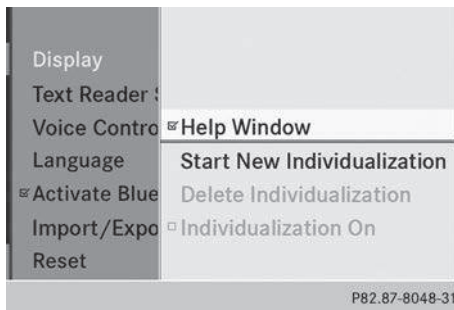 Display
Text Reader
Voice Contro
Help Window
Language
Start New Individualization
Activate Blue
Delete Individualization
Import/Expo
Individualization On
Reset
P82.87-8048-31